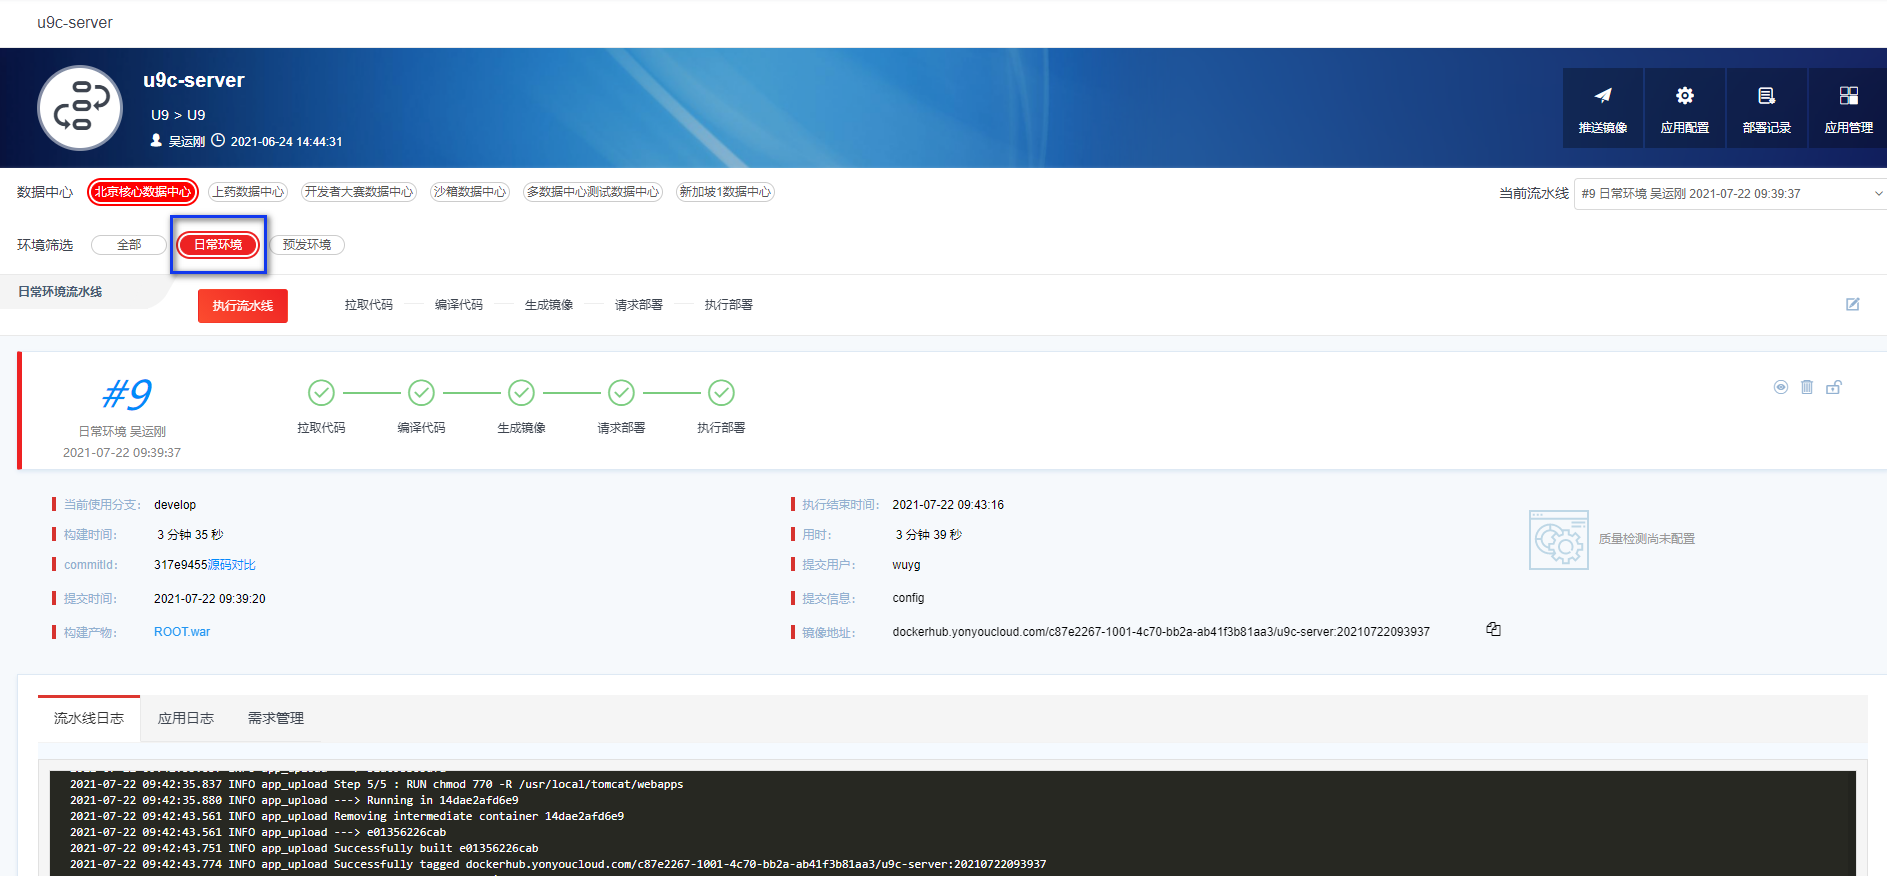 u9c-server
u9c-server
U9 > U9
吴运刚 2021-06-24 14:44:31
推送镜像 应用配置 部署记录 应用管理
数据中心 北京核心数据中心 上药数据中心 开发者大赛数据中心 沙箱数据中心 多数据中心测试数据中心 新加坡1数据中心
当前流水线 #9 日常环境 吴运刚 2021-07-22 09:39:37
环境筛选 全部 日常环境 预发环境
日常环境流水线
执行流水线 拉取代码 编译代码 生成镜像 请求部署 执行部署
#9
日常环境 吴运刚
2021-07-22 09:39:37
拉取代码 编译代码 生成镜像 请求部署 执行部署
当前使用分支: develop
执行结束时间: 2021-07-22 09:43:16
构建时间: 3 分钟 35 秒
用时: 3 分钟 39 秒
commitId: 317e9455源码对比
提交用户: wuyg
提交时间: 2021-07-22 09:39:20
提交信息: config
构建产物: ROOT.war
镜像地址: dockerhub.yonyoucloud.com/c87e2267-1001-4c70-bb2a-ab41f3b81aa3/u9c-server:20210722093937
质量检测尚未配置
流水线日志 应用日志 需求管理
2021-07-22 09:42:35.837 INFO app_upload Step 5/5 : RUN chmod 770 -R /usr/local/tomcat/webapps
2021-07-22 09:42:35.880 INFO app_upload ---> Running in 14dae2afd6e9
2021-07-22 09:42:43.561 INFO app_upload Removing intermediate container 14dae2afd6e9
2021-07-22 09:42:43.561 INFO app_upload ---> e01356226cab
2021-07-22 09:42:43.751 INFO app_upload Successfully built e01356226cab
2021-07-22 09:42:43.774 INFO app_upload Successfully tagged dockerhub.yonyoucloud.com/c87e2267-1001-4c70-bb2a-ab41f3b81aa3/u9c-server:20210722093937